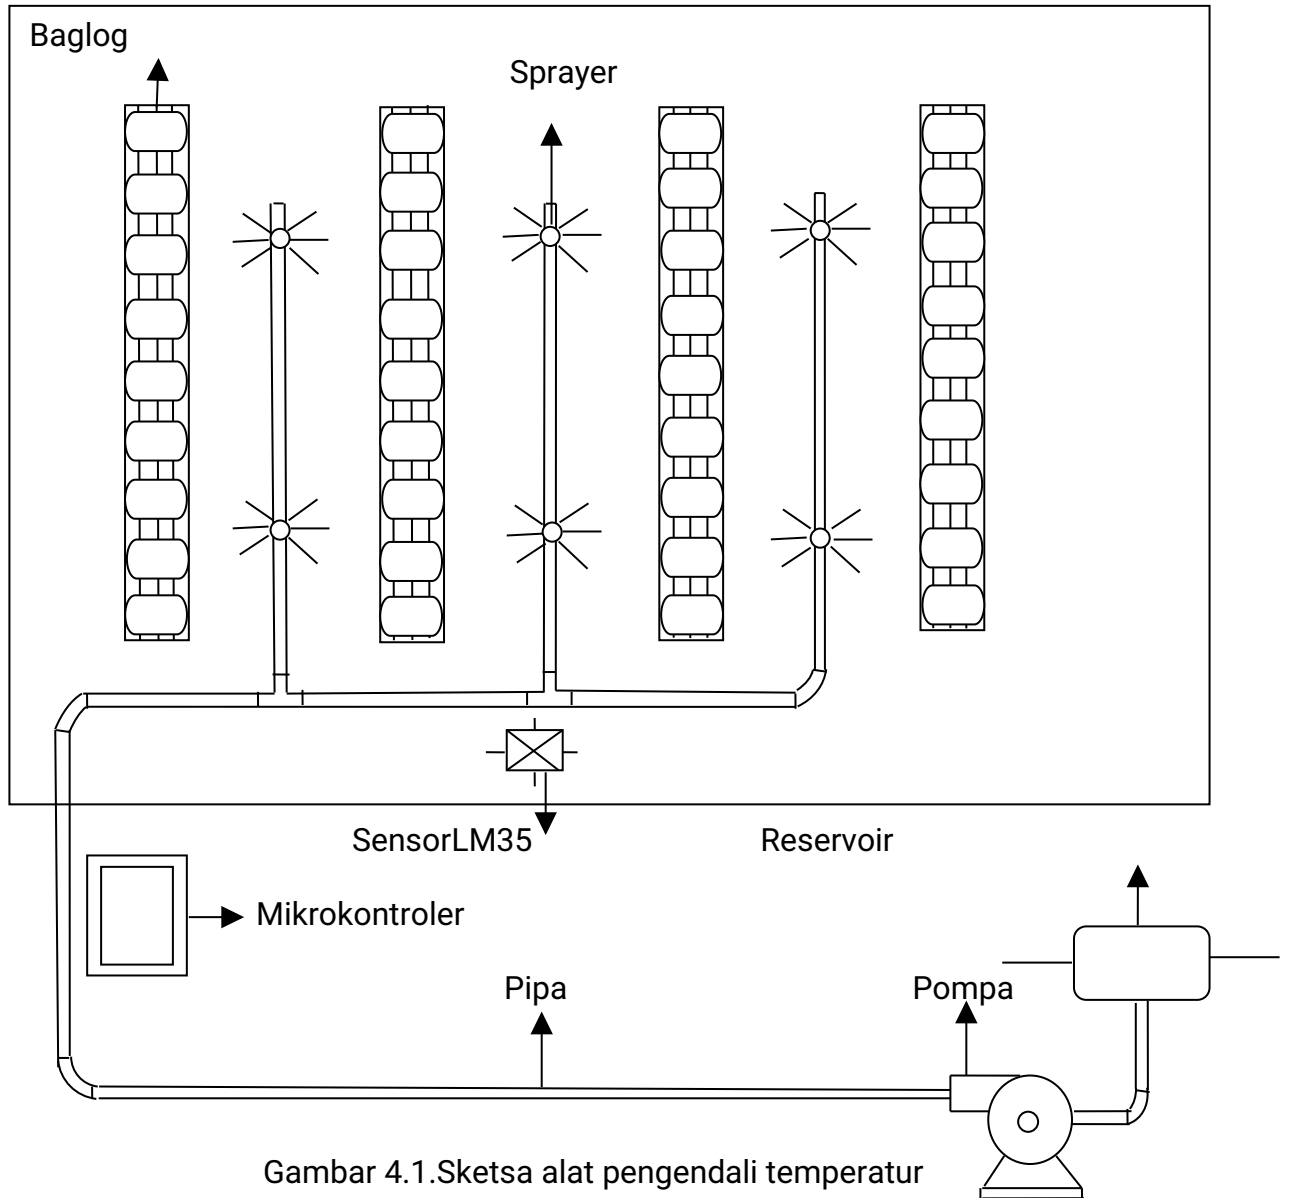 Baglog
Sprayer
SensorLM35
Reservoir
Mikrokontroler
Pipa
Pompa
Gambar 4.1.Sketsa alat pengendali temperatur